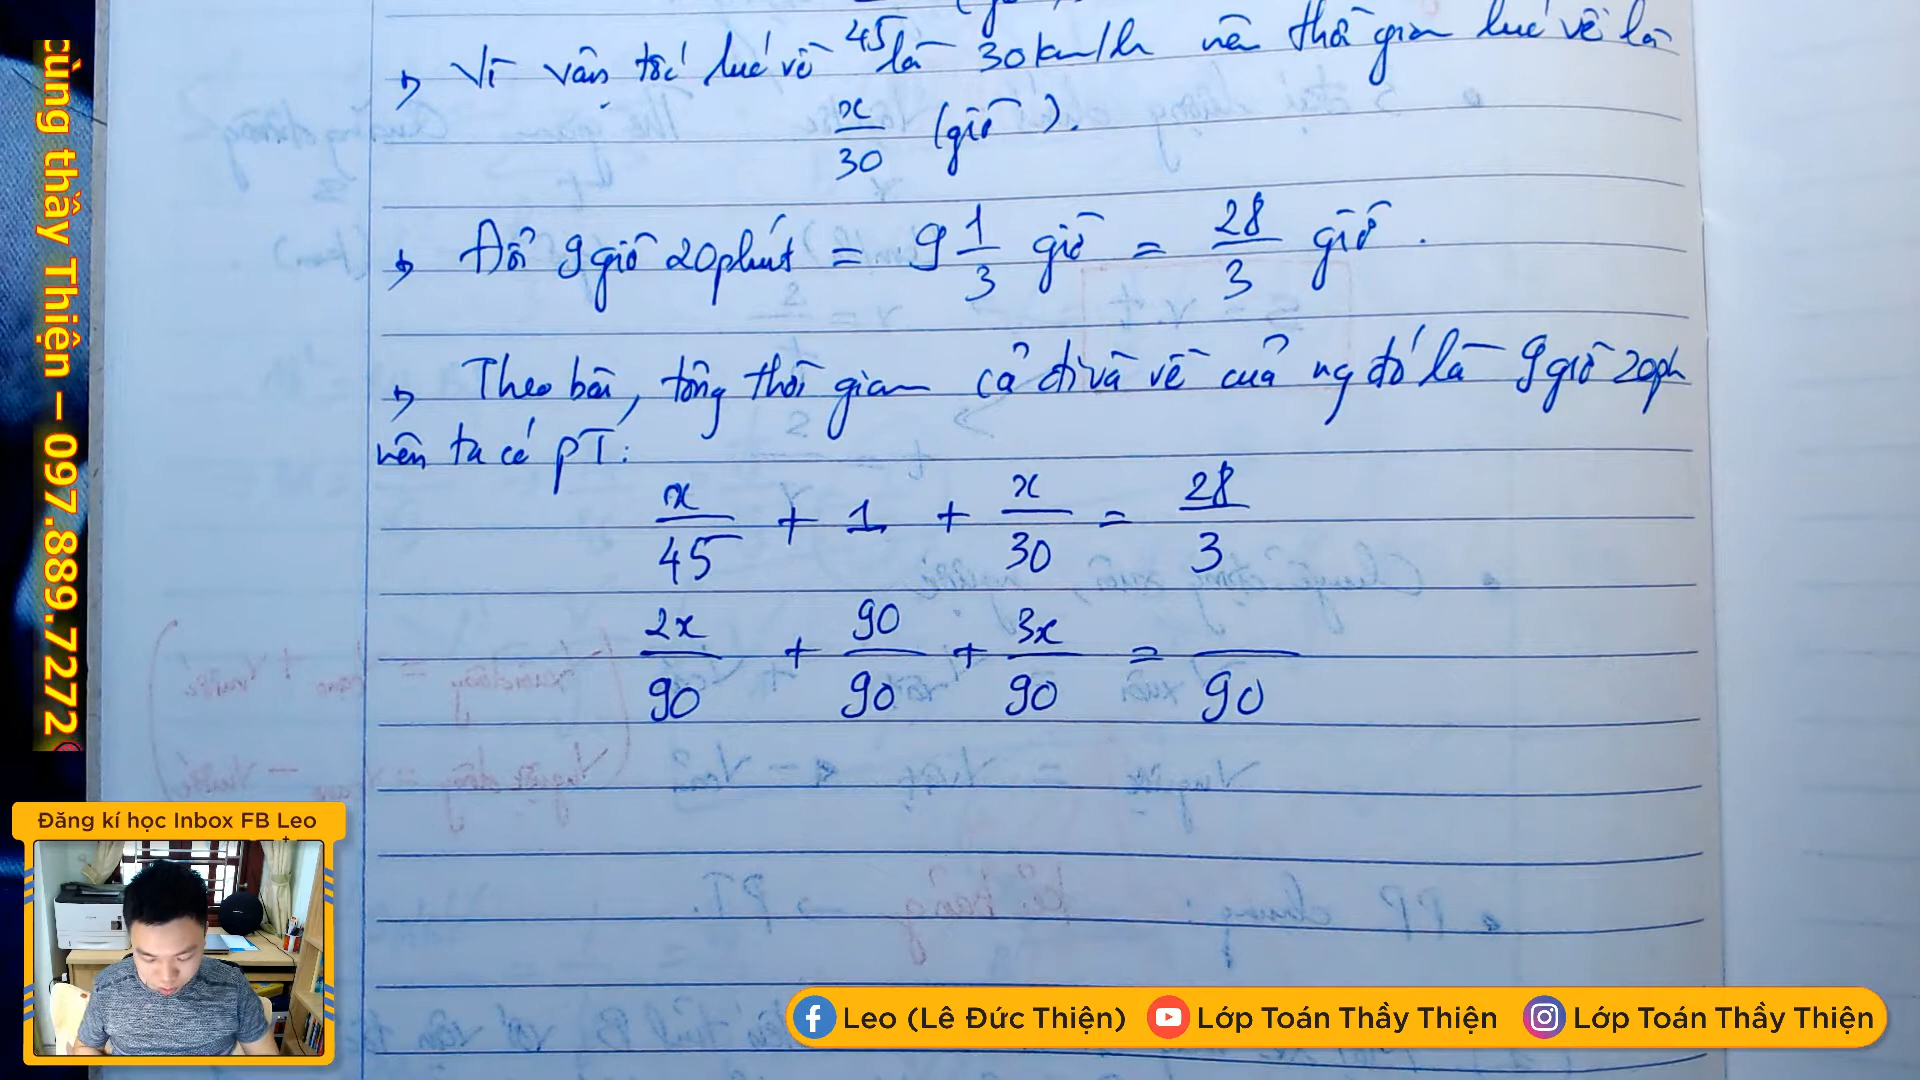 45
→ Vì vận tốc lúc về là 30km/h nên thời gian lúc về là
x/30 (giờ).
→ Đổi 9 giờ 20 phút = 9 1/3 giờ = 28/3 giờ.
→ Theo bài, tổng thời gian cả đi và về của ng đó là 9 giờ 20ph
nên ta có PT:
x/45 + 1 + x/30 = 28/3
2x/90 + 90/90 + 3x/90 = /90
cùng thầy Thiện – 097.889.7272
Đăng kí học Inbox FB Leo
Leo (Lê Đức Thiện) Lớp Toán Thầy Thiện Lớp Toán Thầy Thiện